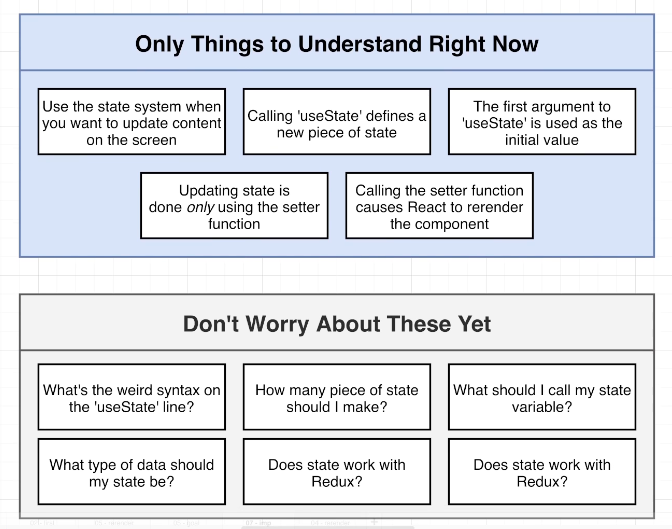 Only Things to Understand Right Now
Use the state system when
you want to update content
on the screen
Calling 'useState' defines a
new piece of state
The first argument to
'useState' is used as the
initial value
Updating state is
done only using the setter
function
Calling the setter function
causes React to rerender
the component
Don't Worry About These Yet
What's the weird syntax on
the 'useState' line?
How many piece of state
should I make?
What should I call my state
variable?
What type of data should
my state be?
Does state work with
Redux?
Does state work with
Redux?